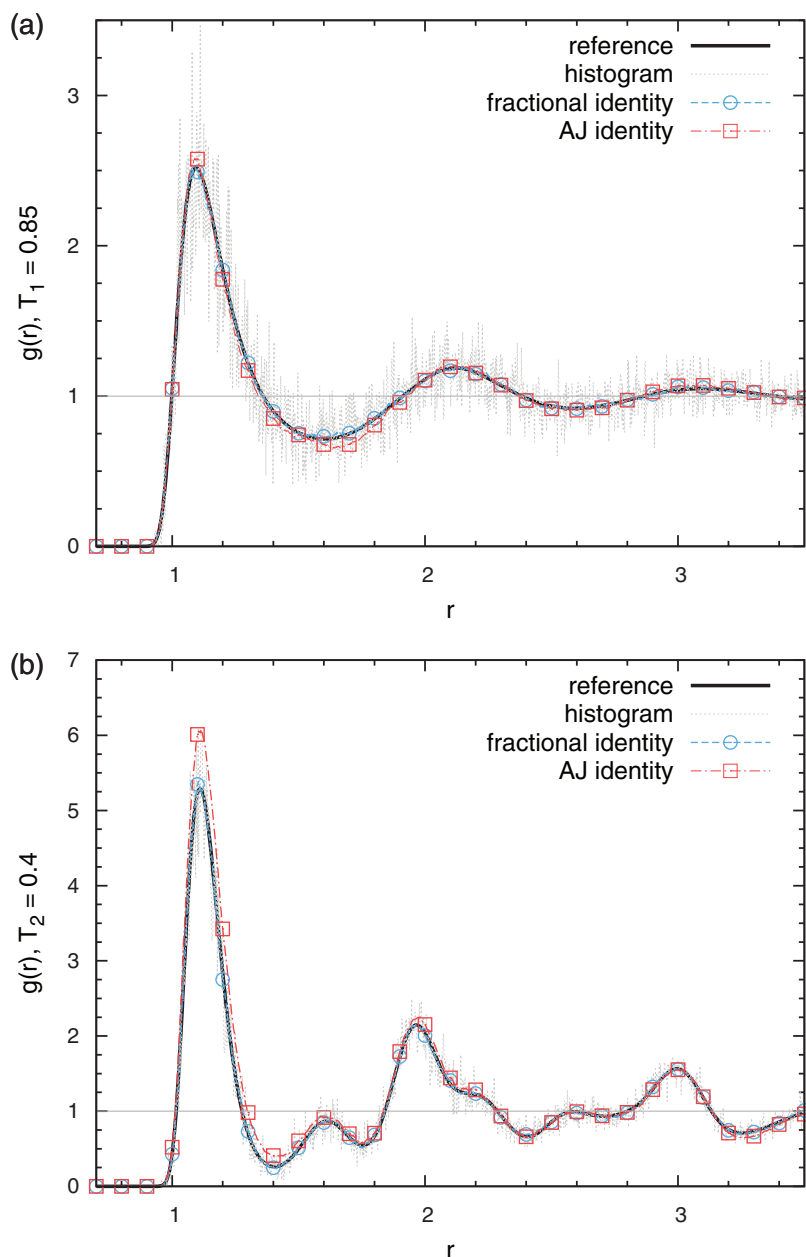 (a)
reference
histogram
fractional identity
AJ identity
g(r), T₁ = 0.85
3
2
1
0
1
2
3
r
(b)
reference
histogram
fractional identity
AJ identity
g(r), T₂ = 0.4
7
6
5
4
3
2
1
0
1
2
3
r